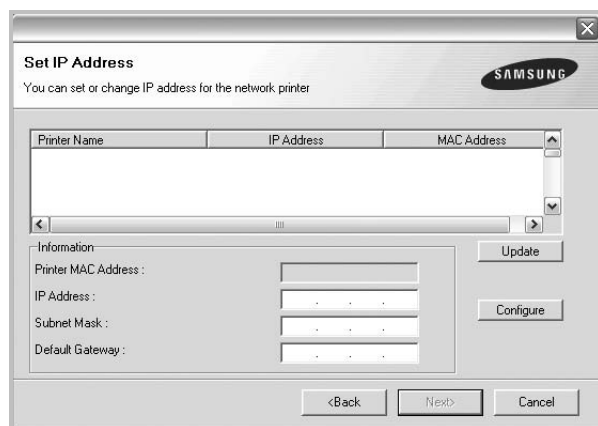 Set IP Address
You can set or change IP address for the network printer
SAMSUNG
Printer Name IP Address MAC Address
Information
Update
Printer MAC Address :
IP Address : . . .
Configure
Subnet Mask : . . .
Default Gateway : . . .
<Back Next> Cancel